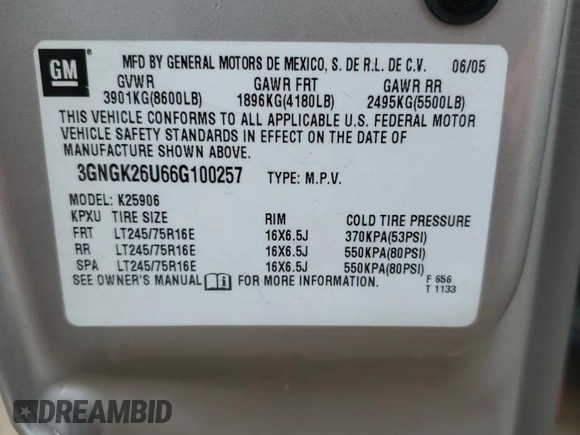 GM
MFD BY GENERAL MOTORS DE MEXICO, S. DE R.L. DE C.V. 06/05
GVWR GAWR FRT GAWR RR
3901KG(8600LB) 1896KG(4180LB) 2495KG(5500LB)
THIS VEHICLE CONFORMS TO ALL APPLICABLE U.S. FEDERAL MOTOR
VEHICLE SAFETY STANDARDS IN EFFECT ON THE DATE OF
MANUFACTURE SHOWN ABOVE.
3GNGK26U66G100257 TYPE: M.P.V.
MODEL: K25906
KPXU TIRE SIZE RIM COLD TIRE PRESSURE
FRT LT245/75R16E 16X6.5J 370KPA(53PSI)
RR LT245/75R16E 16X6.5J 550KPA(80PSI)
SPA LT245/75R16E 16X6.5J 550KPA(80PSI)
SEE OWNER'S MANUAL FOR MORE INFORMATION. F 656
T 1133
DREAMBID